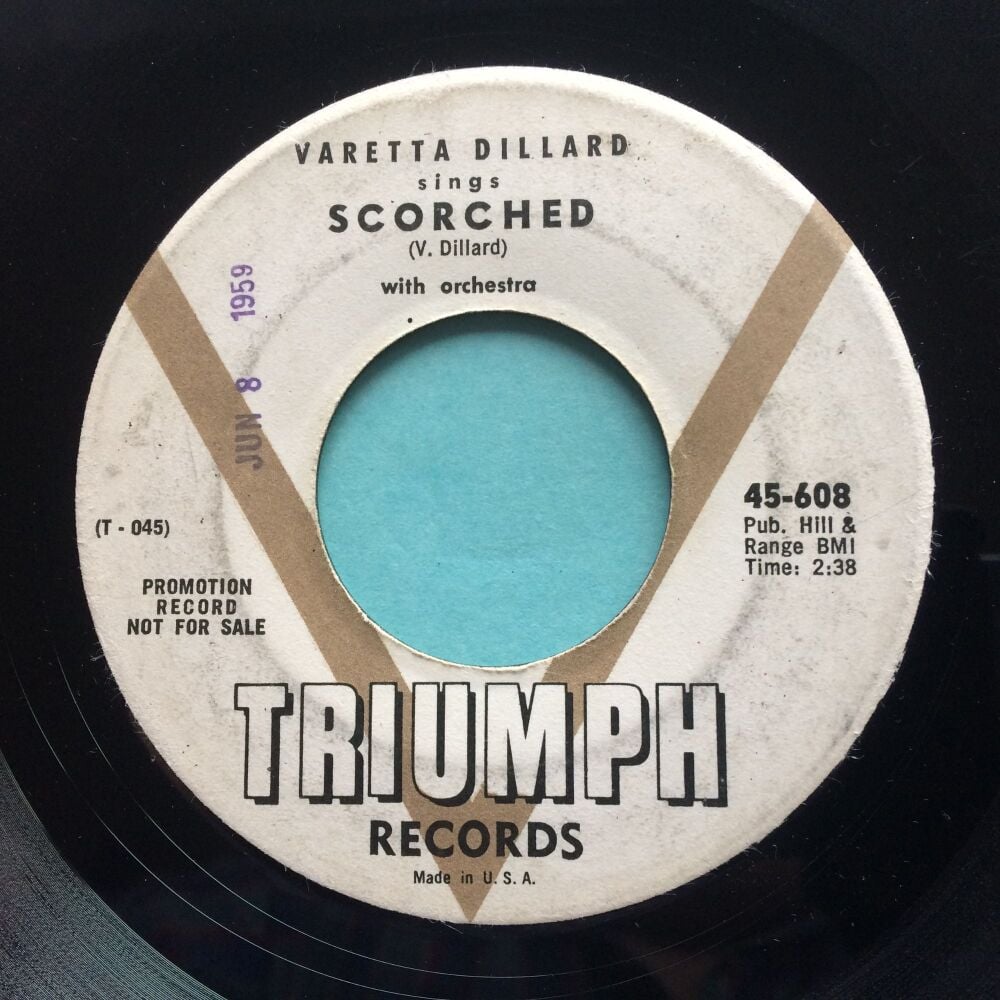 VARETTA DILLARD
sings
SCORCHED
(V. Dillard)
with orchestra
JUN 8 1959
45-608
Pub. Hill &
Range BMI
Time: 2:38
(T - 045)
PROMOTION
RECORD
NOT FOR SALE
TRIUMPH
RECORDS
Made in U. S. A.